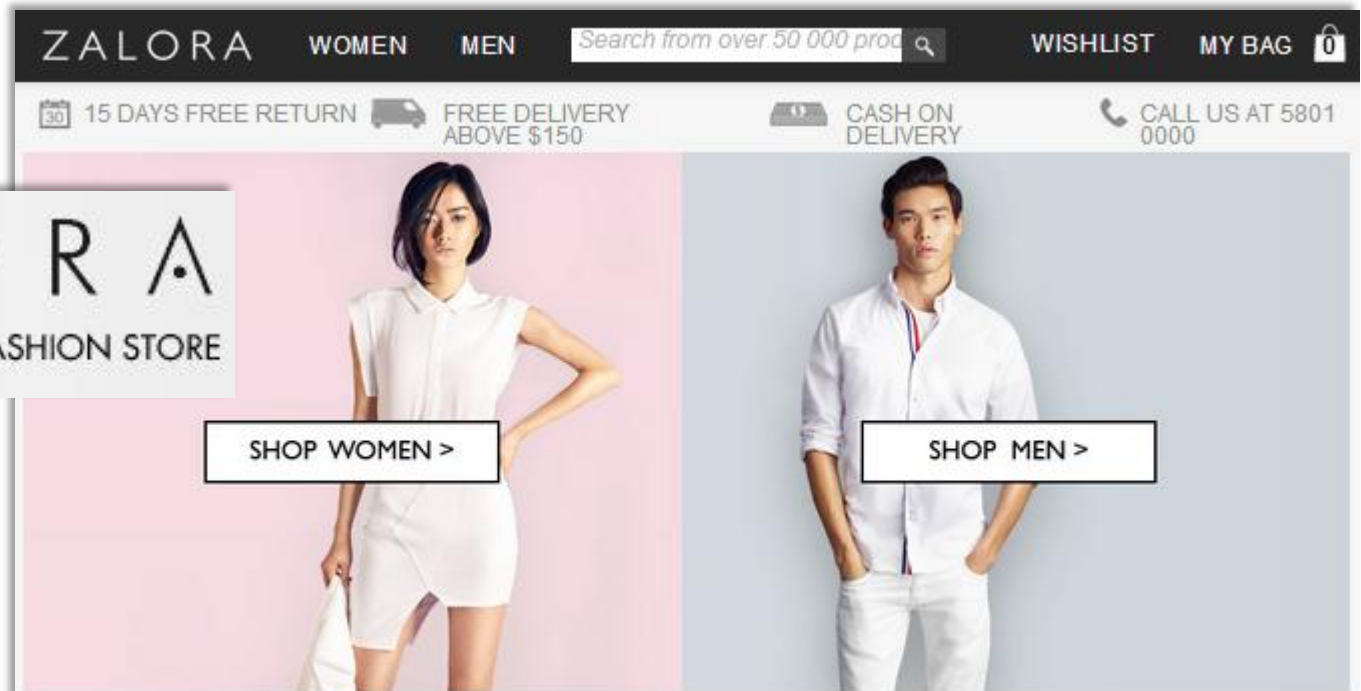 ZALORA WOMEN MEN Search from over 50 000 prod WISHLIST MY BAG 0
30 15 DAYS FREE RETURN FREE DELIVERY
ABOVE $150
CASH ON
DELIVERY
CALL US AT 5801
0000
RA
ASHION STORE
SHOP WOMEN >
SHOP MEN >